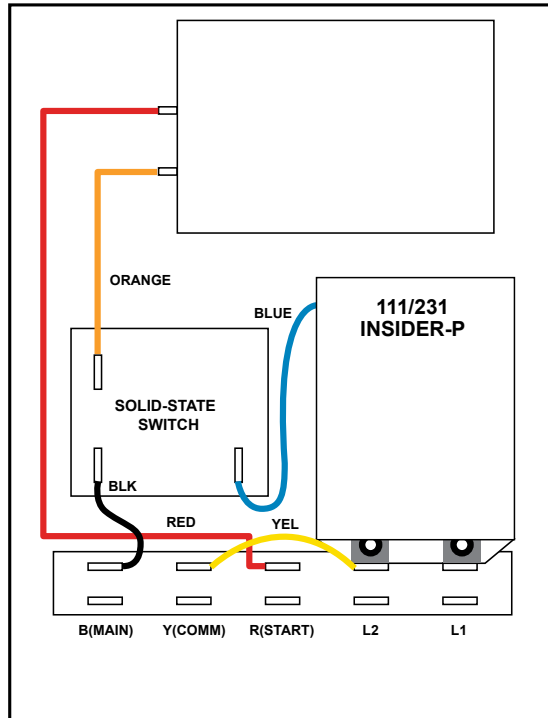 ORANGE
BLUE
111/231
INSIDER-P
SOLID-STATE
SWITCH
BLK
RED
YEL
B(MAIN)
Y(COMM)
R(START)
L2
L1